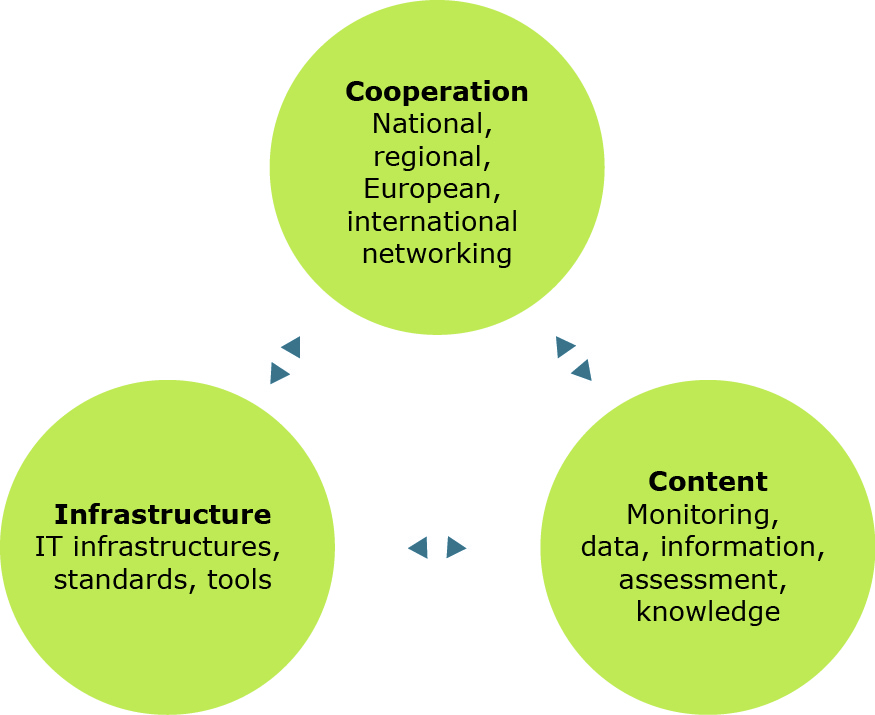 Cooperation
National,
regional,
European,
international
networking
Infrastructure
IT infrastructures,
standards, tools
Content
Monitoring,
data, information,
assessment,
knowledge